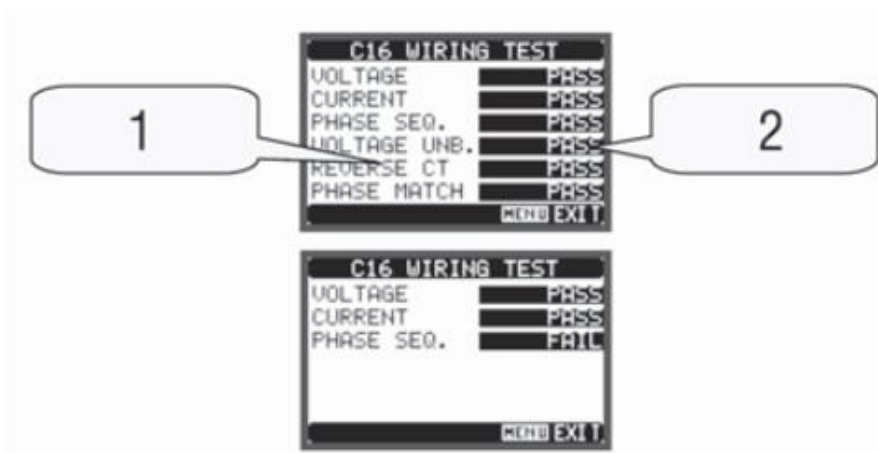 C16 WIRING TEST
VOLTAGE PASS
CURRENT PASS
PHASE SEQ. PASS
VOLTAGE UNB. PASS
REVERSE CT PASS
PHASE MATCH PASS
MENU EXIT
1
2
C16 WIRING TEST
VOLTAGE PASS
CURRENT PASS
PHASE SEQ. FAIL
MENU EXIT